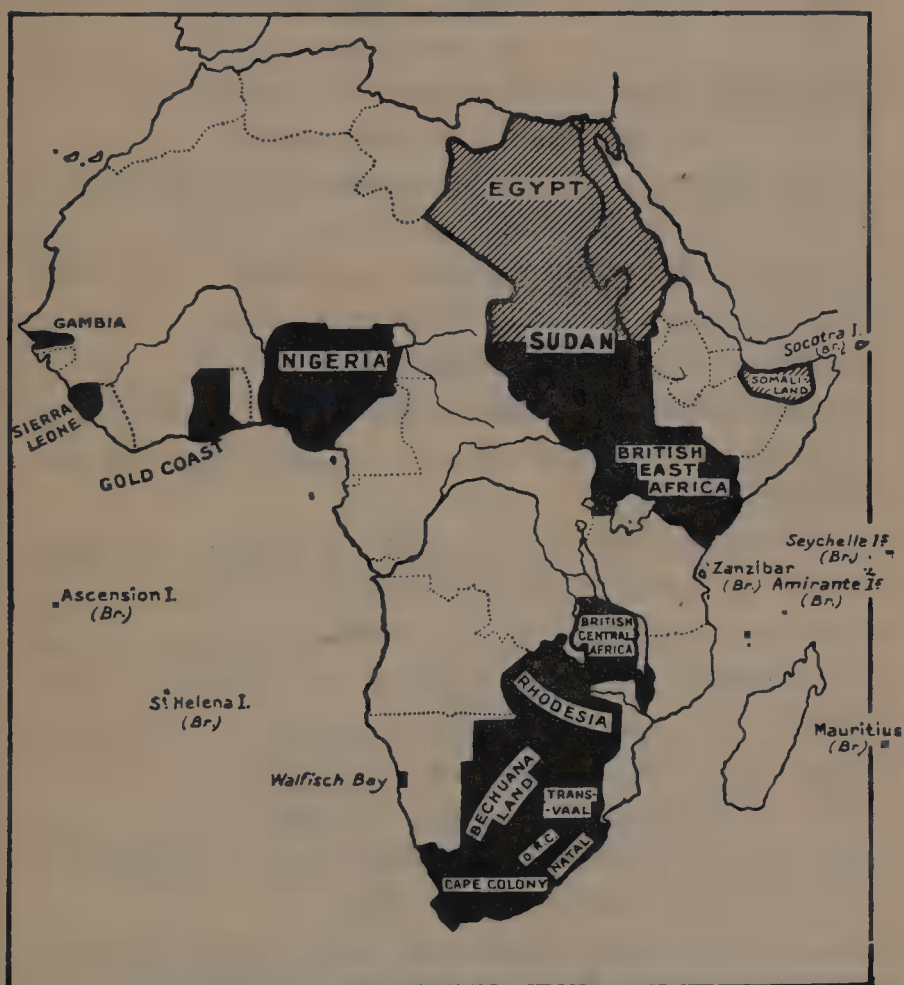 EGYPT
GAMBIA
SUDAN
Socotra I.
(Br.)
NIGERIA
SOMALI-
LAND
SIERRA
LEONE
GOLD COAST
BRITISH
EAST
AFRICA
Seychelle Is
(Br.)
Zanzibar
(Br.)
Amirante Is
(Br.)
Ascension I.
(Br.)
BRITISH
CENTRAL
AFRICA
RHODESIA
St Helena I.
(Br.)
Mauritius
(Br)
Walfisch Bay
BECHUANA
LAND
TRANS-
-VAAL
O.R.C.
NATAL
CAPE COLONY